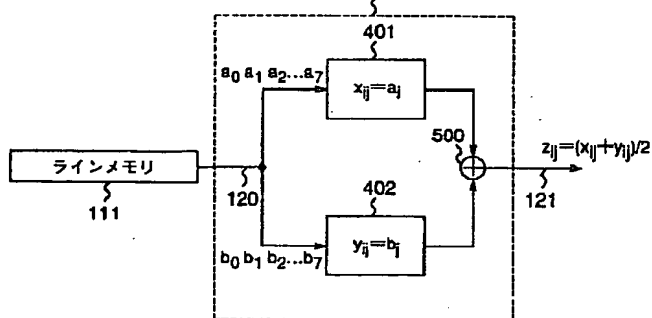 401
a₀ a₁ a₂...a₇
xᵢⱼ=aⱼ
500
zᵢⱼ=(xᵢⱼ+yᵢⱼ)/2
ラインメモリ
111
120
121
402
yᵢⱼ=bⱼ
b₀ b₁ b₂...b₇